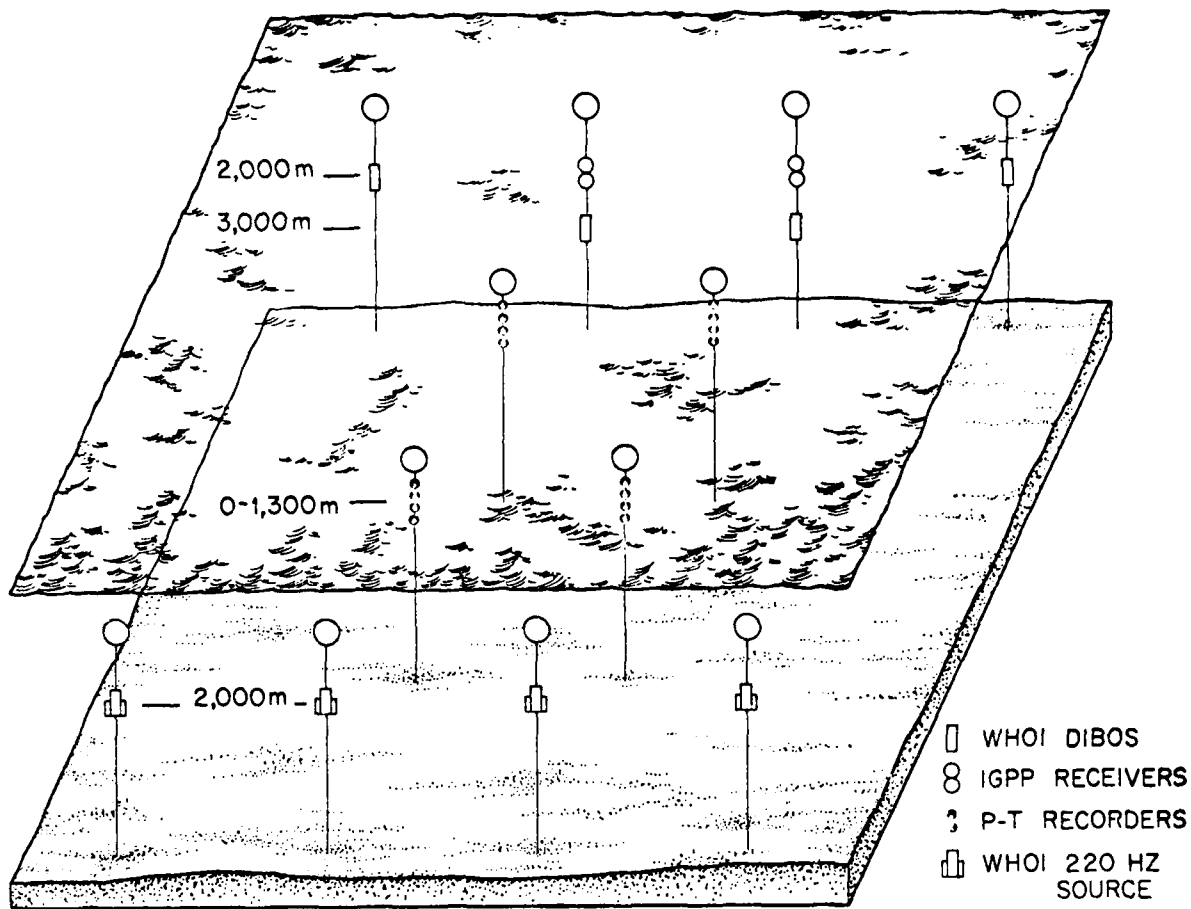 2,000m
3,000m
0-1,300m
2,000m
WHOI DIBOS
IGPP RECEIVERS
P-T RECORDERS
WHOI 220 HZ
SOURCE